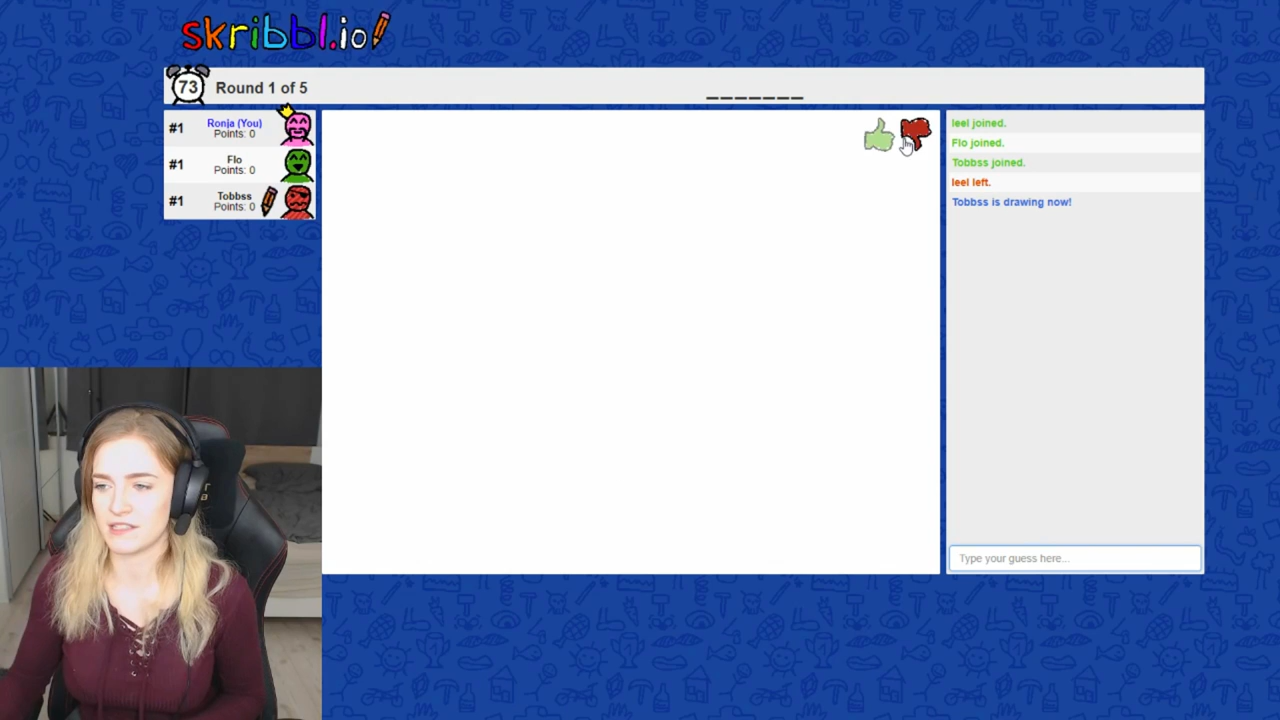 skribbl.io
73
Round 1 of 5
_______
#1
Ronja (You)
Points: 0
#1
Flo
Points: 0
#1
Tobbss
Points: 0
leel joined.
Flo joined.
Tobbss joined.
leel left.
Tobbss is drawing now!
Type your guess here...